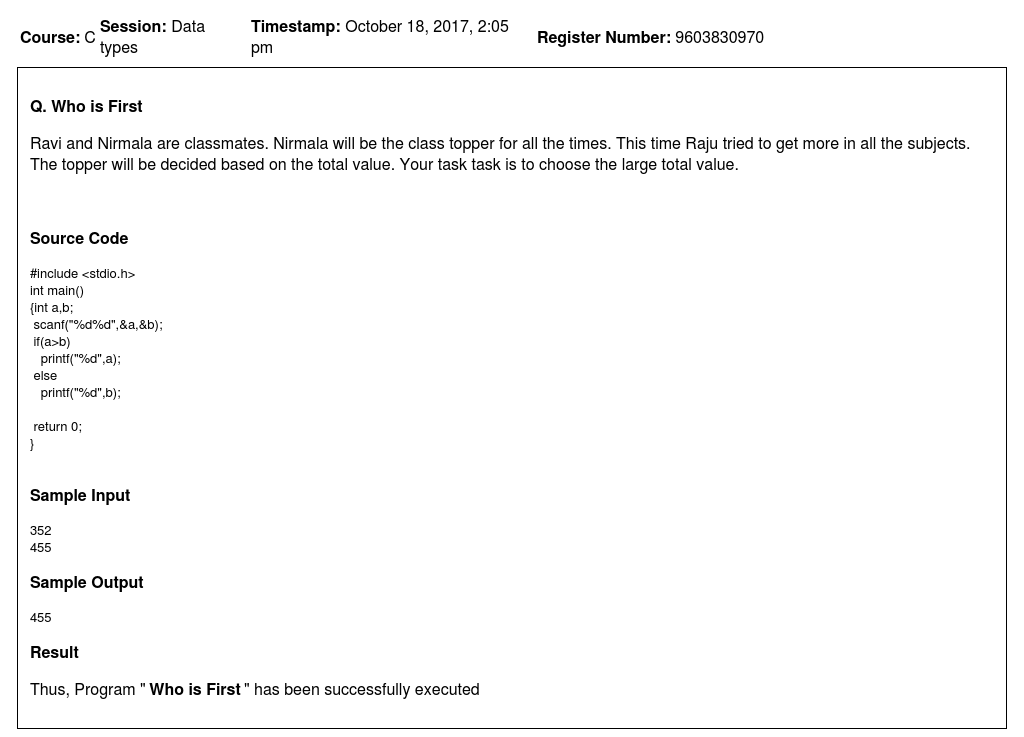 Course: C Session: Data types Timestamp: October 18, 2017, 2:05 pm Register Number: 9603830970
Q. Who is First
Ravi and Nirmala are classmates. Nirmala will be the class topper for all the times. This time Raju tried to get more in all the subjects.
The topper will be decided based on the total value. Your task task is to choose the large total value.
Source Code
#include <stdio.h>
int main()
{int a,b;
 scanf("%d%d",&a,&b);
 if(a>b)
   printf("%d",a);
 else
   printf("%d",b);
 return 0;
}
Sample Input
352
455
Sample Output
455
Result
Thus, Program " Who is First " has been successfully executed